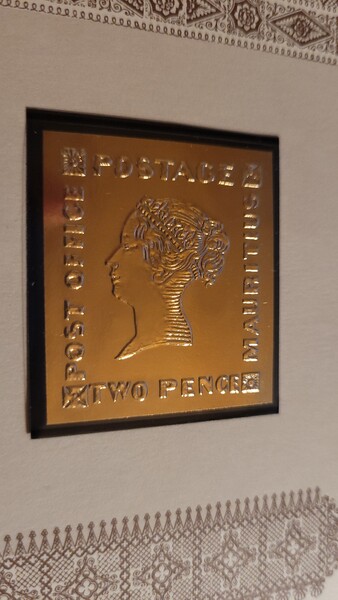 POSTAGE
POST OFFICE
MAURITIUS
TWO PENCE